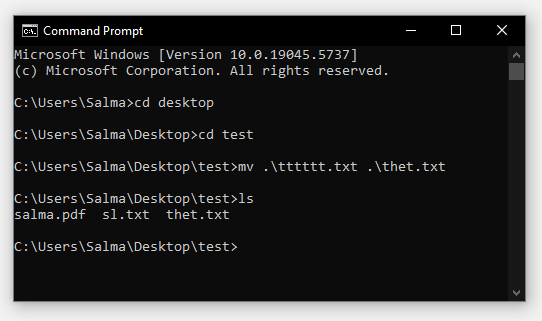 Command Prompt
Microsoft Windows [Version 10.0.19045.5737]
(c) Microsoft Corporation. All rights reserved.
C:\Users\Salma>cd desktop
C:\Users\Salma\Desktop>cd test
C:\Users\Salma\Desktop\test>mv .\tttttt.txt .\thet.txt
C:\Users\Salma\Desktop\test>ls
salma.pdf  sl.txt  thet.txt
C:\Users\Salma\Desktop\test>